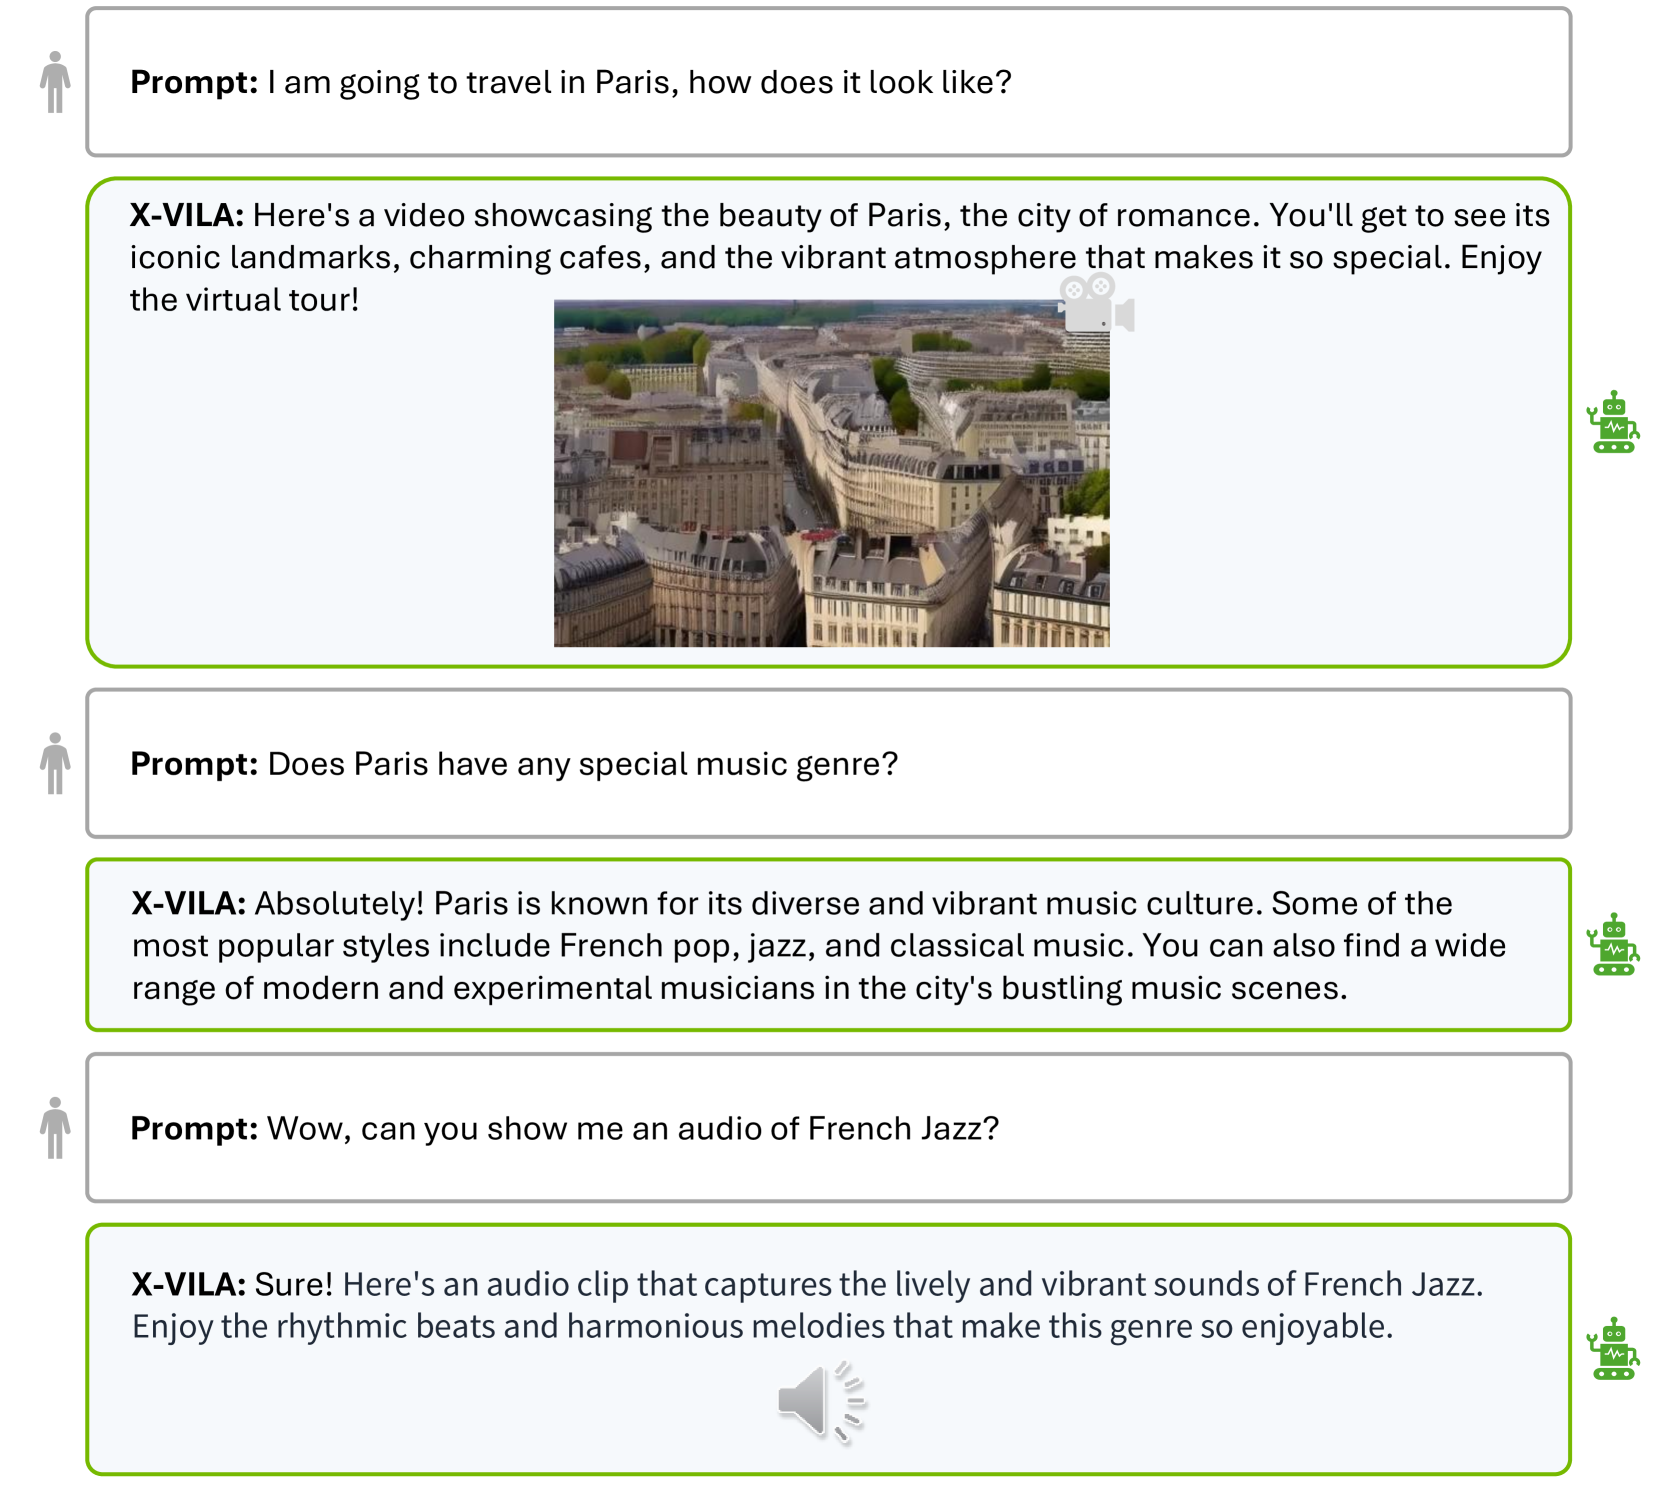 Prompt: I am going to travel in Paris, how does it look like?
X-VILA: Here's a video showcasing the beauty of Paris, the city of romance. You'll get to see its
iconic landmarks, charming cafes, and the vibrant atmosphere that makes it so special. Enjoy
the virtual tour!
Prompt: Does Paris have any special music genre?
X-VILA: Absolutely! Paris is known for its diverse and vibrant music culture. Some of the
most popular styles include French pop, jazz, and classical music. You can also find a wide
range of modern and experimental musicians in the city's bustling music scenes.
Prompt: Wow, can you show me an audio of French Jazz?
X-VILA: Sure! Here's an audio clip that captures the lively and vibrant sounds of French Jazz.
Enjoy the rhythmic beats and harmonious melodies that make this genre so enjoyable.